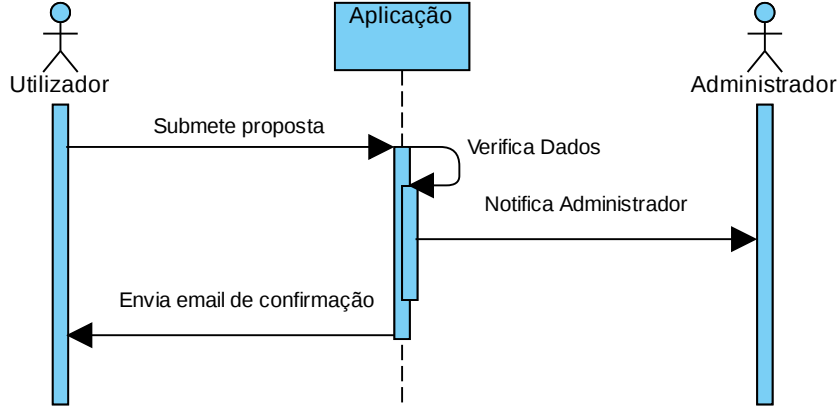 Aplicação
Utilizador
Administrador
Submete proposta
Verifica Dados
Notifica Administrador
Envia email de confirmação